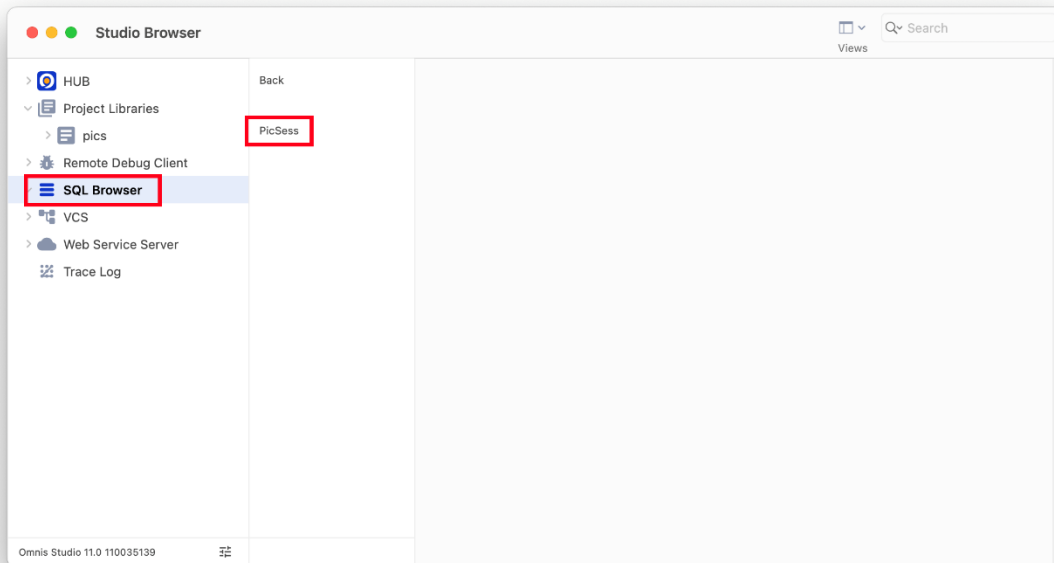 Studio Browser
Views
Search
HUB
Project Libraries
pics
Remote Debug Client
SQL Browser
VCS
Web Service Server
Trace Log
Omnis Studio 11.0 110035139
Back
PicSess